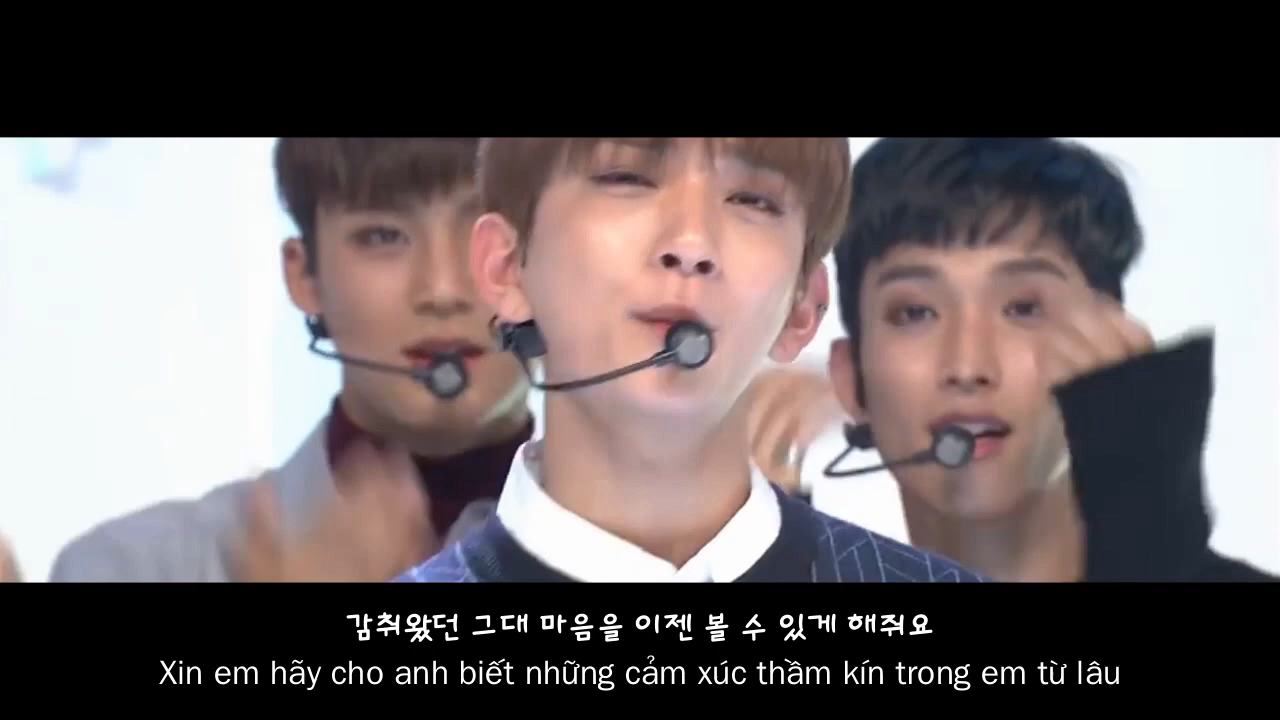 감춰왔던 그대 마음을 이젠 볼 수 있게 해줘요
Xin em hãy cho anh biết những cảm xúc thầm kín trong em từ lâu